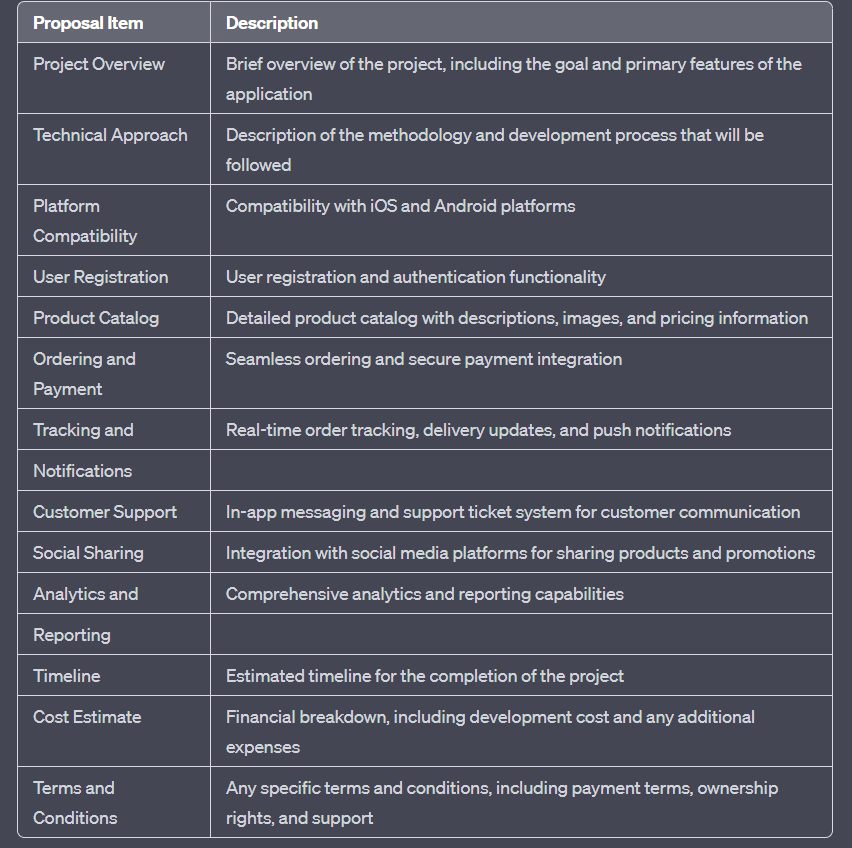 Proposal Item Description
Project Overview Brief overview of the project, including the goal and primary features of the
application
Technical Approach Description of the methodology and development process that will be
followed
Platform Compatibility with iOS and Android platforms
Compatibility
User Registration User registration and authentication functionality
Product Catalog Detailed product catalog with descriptions, images, and pricing information
Ordering and Seamless ordering and secure payment integration
Payment
Tracking and Real-time order tracking, delivery updates, and push notifications
Notifications
Customer Support In-app messaging and support ticket system for customer communication
Social Sharing Integration with social media platforms for sharing products and promotions
Analytics and Comprehensive analytics and reporting capabilities
Reporting
Timeline Estimated timeline for the completion of the project
Cost Estimate Financial breakdown, including development cost and any additional
expenses
Terms and Any specific terms and conditions, including payment terms, ownership
Conditions rights, and support